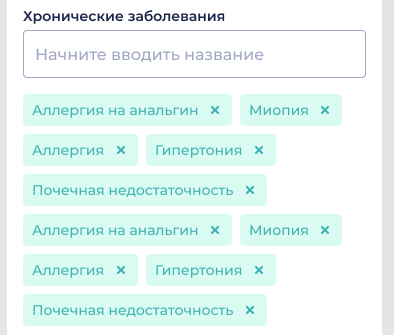 Хронические заболевания
Начните вводить название
Аллергия на анальгин × Миопия ×
Аллергия × Гипертония ×
Почечная недостаточность ×
Аллергия на анальгин × Миопия ×
Аллергия × Гипертония ×
Почечная недостаточность ×